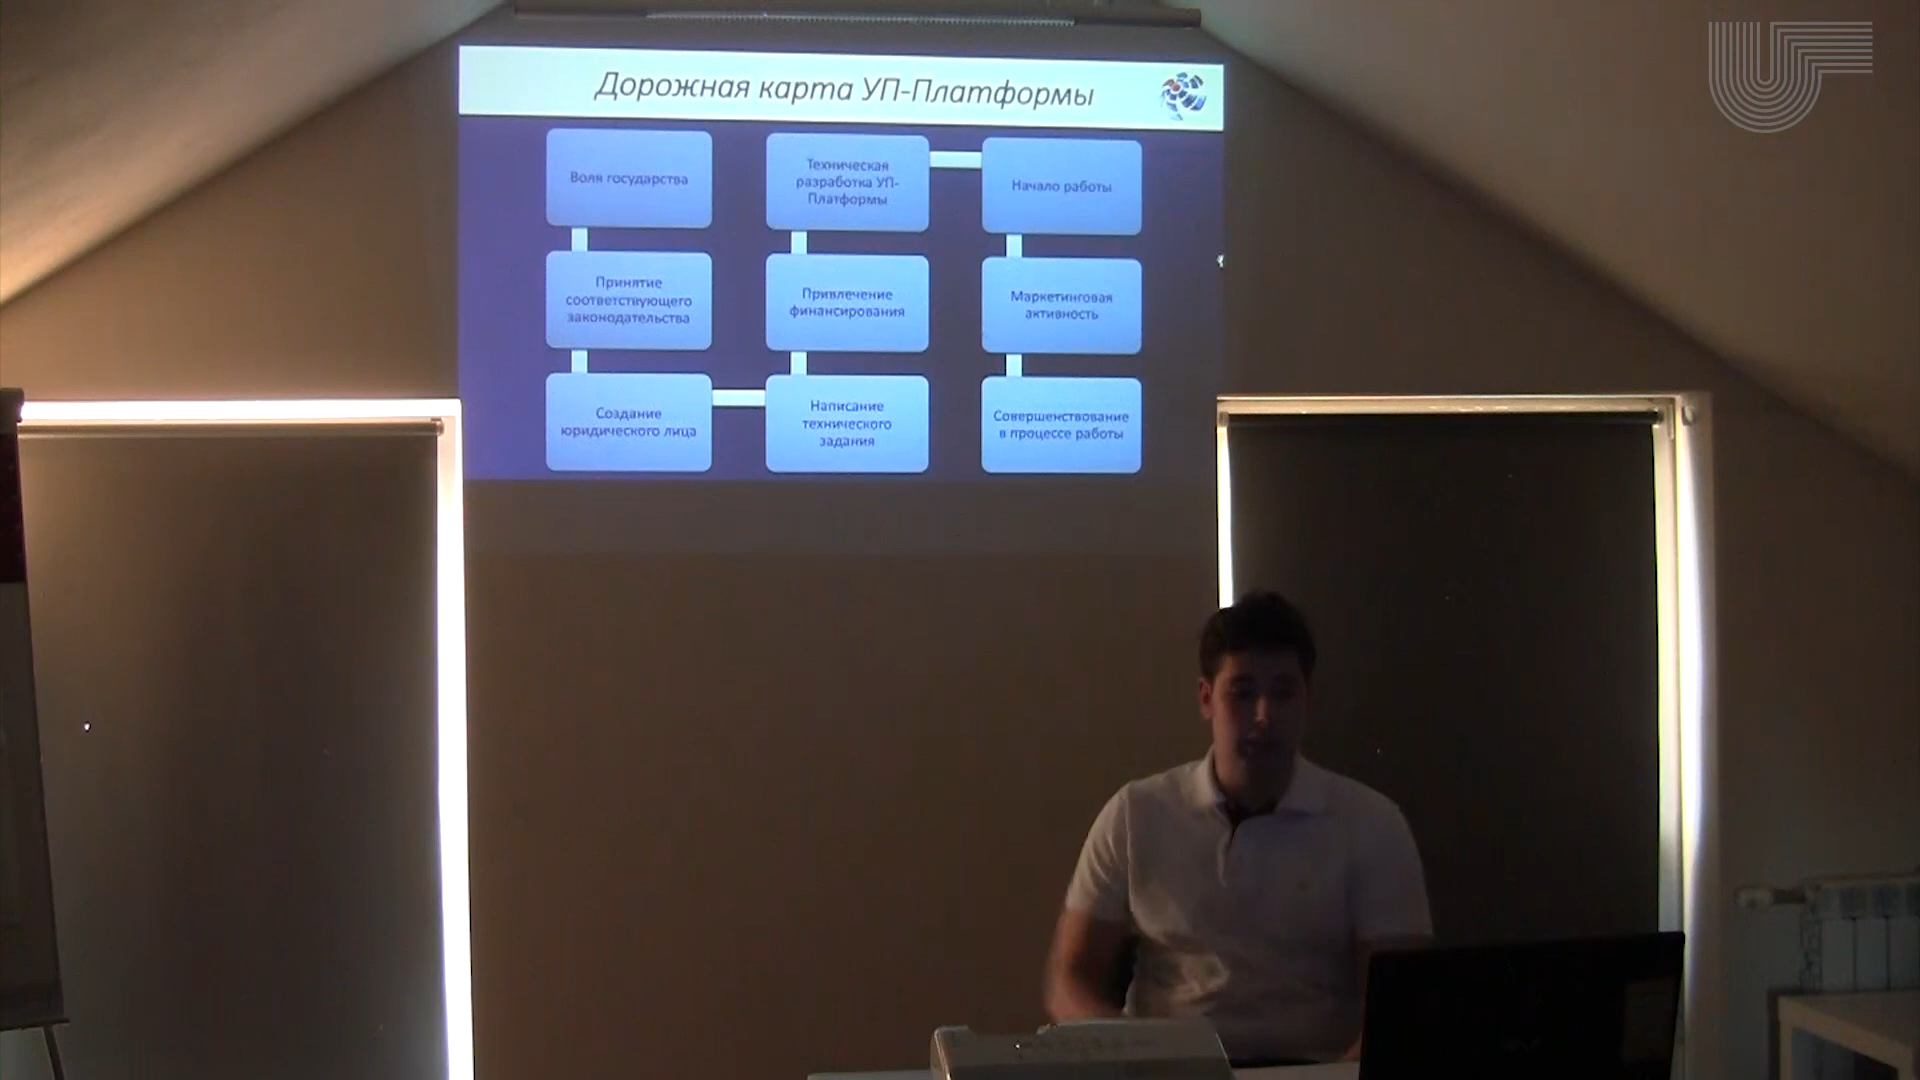 Дорожная карта УП-Платформы
Воля государства
Принятие
соответствующего
законодательства
Создание
юридического лица
Написание
технического
задания
Привлечение
финансирования
Техническая
разработка УП-
Платформы
Начало работы
Маркетинговая
активность
Совершенствование
в процессе работы